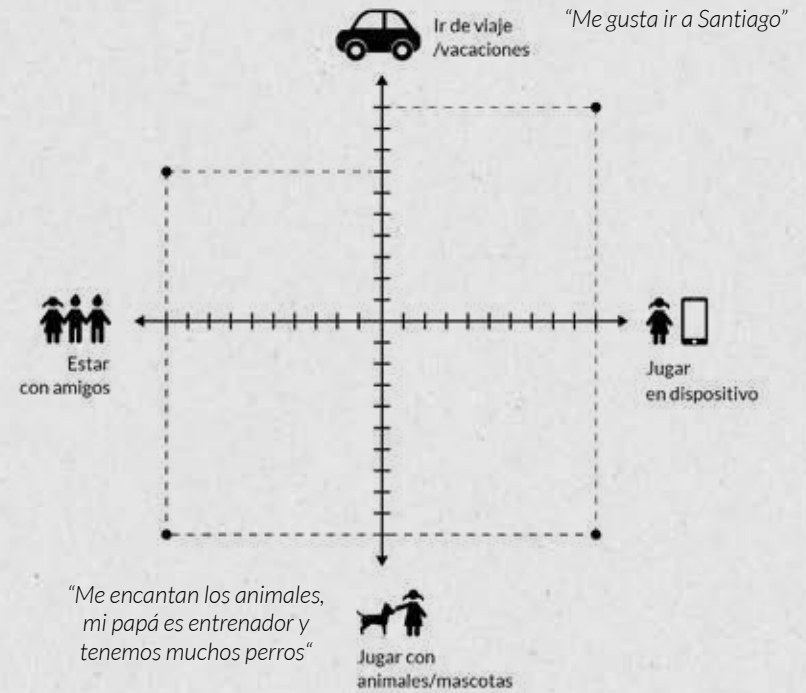 “Me gusta ir a Santiago”
Ir de viaje
/vacaciones
Estar
con amigos
Jugar
en dispositivo
“Me encantan los animales,
mi papá es entrenador y
tenemos muchos perros“
Jugar con
animales/mascotas